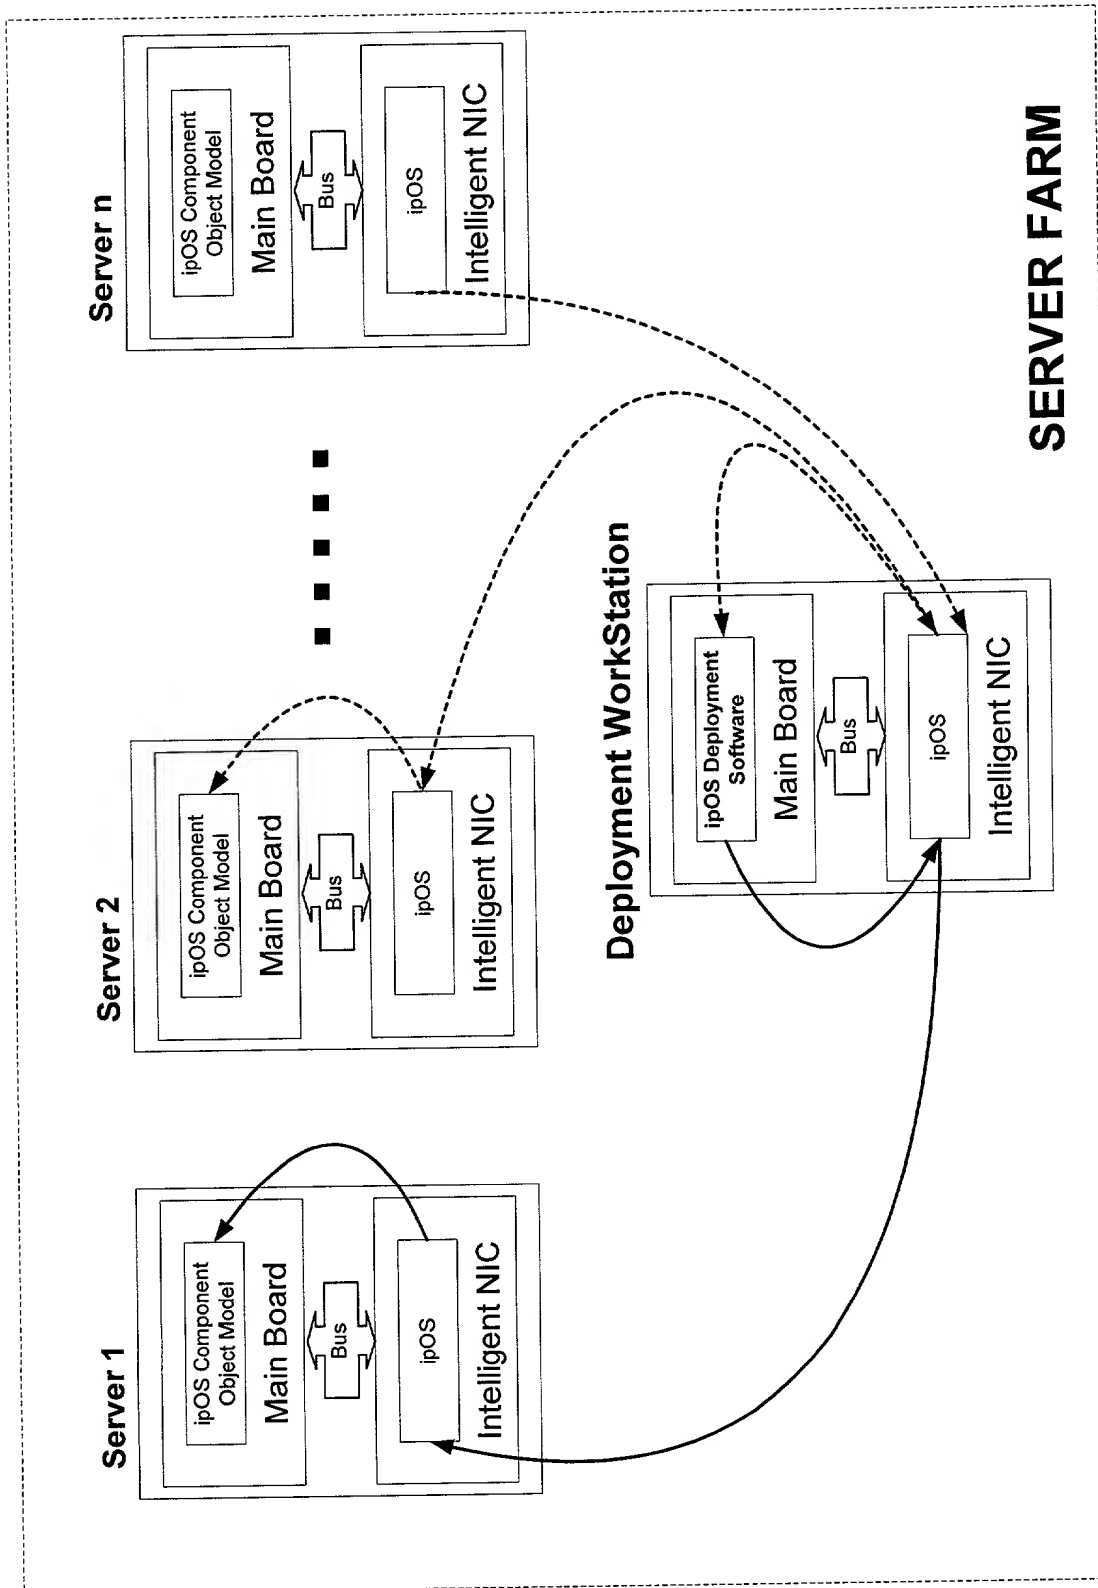 Server 1
ipOS Component
Object Model
Main Board
Bus
ipOS
Intelligent NIC
Server 2
ipOS Component
Object Model
Main Board
Bus
ipOS
Intelligent NIC
Server n
ipOS Component
Object Model
Main Board
Bus
ipOS
Intelligent NIC
Deployment WorkStation
ipOS Deployment
Software
Main Board
Bus
ipOS
Intelligent NIC
SERVER FARM